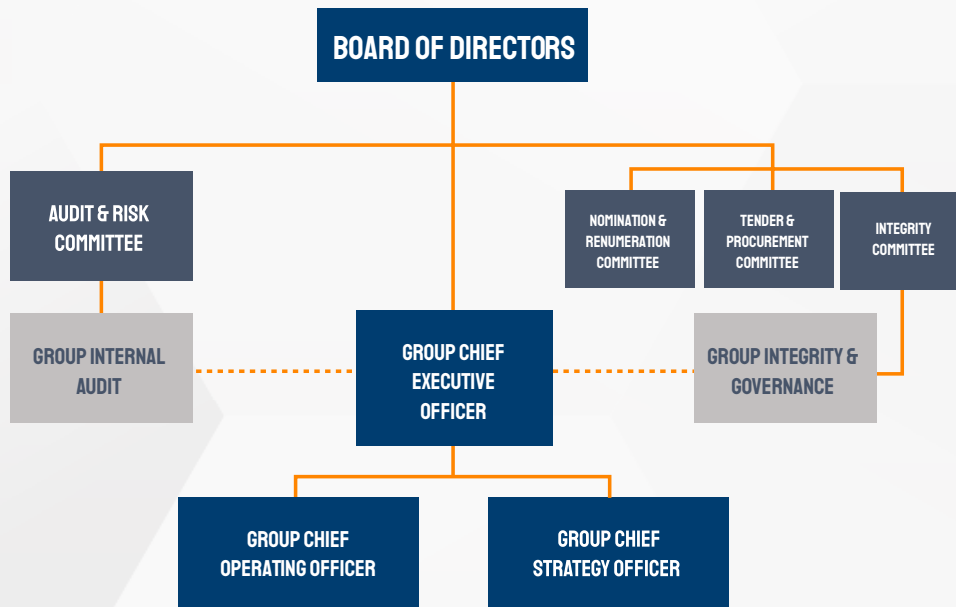 BOARD OF DIRECTORS
AUDIT & RISK
COMMITTEE
NOMINATION &
RENUMERATION
COMMITTEE
TENDER &
PROCUREMENT
COMMITTEE
INTEGRITY
COMMITTEE
GROUP INTERNAL
AUDIT
GROUP CHIEF
EXECUTIVE
OFFICER
GROUP INTEGRITY &
GOVERNANCE
GROUP CHIEF
OPERATING OFFICER
GROUP CHIEF
STRATEGY OFFICER